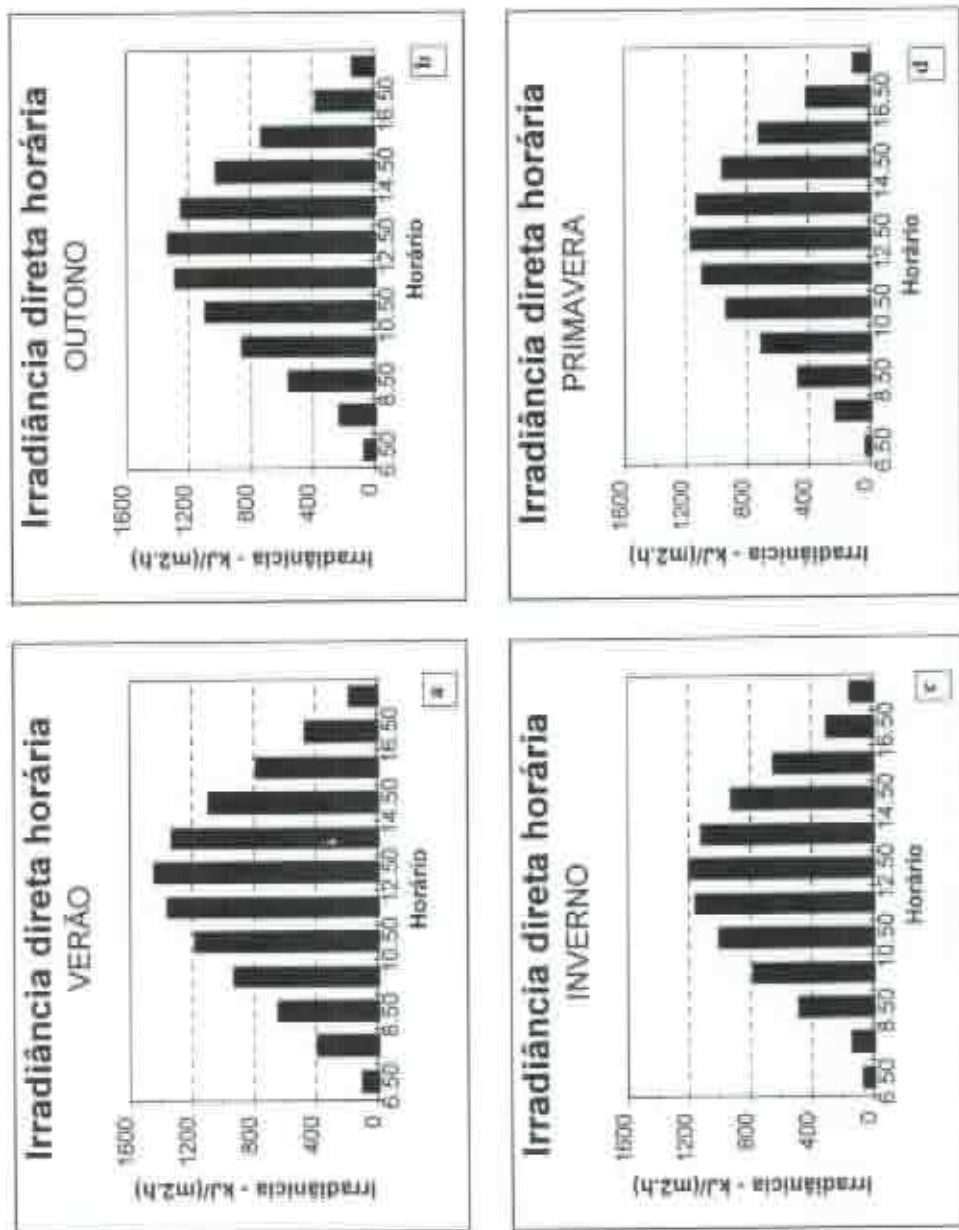 Irradiância direta horária
VERÃO
Irradiânicia - kJ/(m2.h)
1600
1200
800
400
0
6.50 8.50 10.50 12.50 14.50 16.50
Horário
a
Irradiância direta horária
OUTONO
Irradiânicia - kJ/(m2.h)
1600
1200
800
400
0
6.50 8.50 10.50 12.50 14.50 16.50
Horário
b
Irradiância direta horária
INVERNO
Irradiânicia - kJ/(m2.h)
1600
1200
800
400
0
6.50 8.50 10.50 12.50 14.50 16.50
Horário
c
Irradiância direta horária
PRIMAVERA
Irradiânicia - kJ/(m2.h)
1600
1200
800
400
0
6.50 8.50 10.50 12.50 14.50 16.50
Horário
d